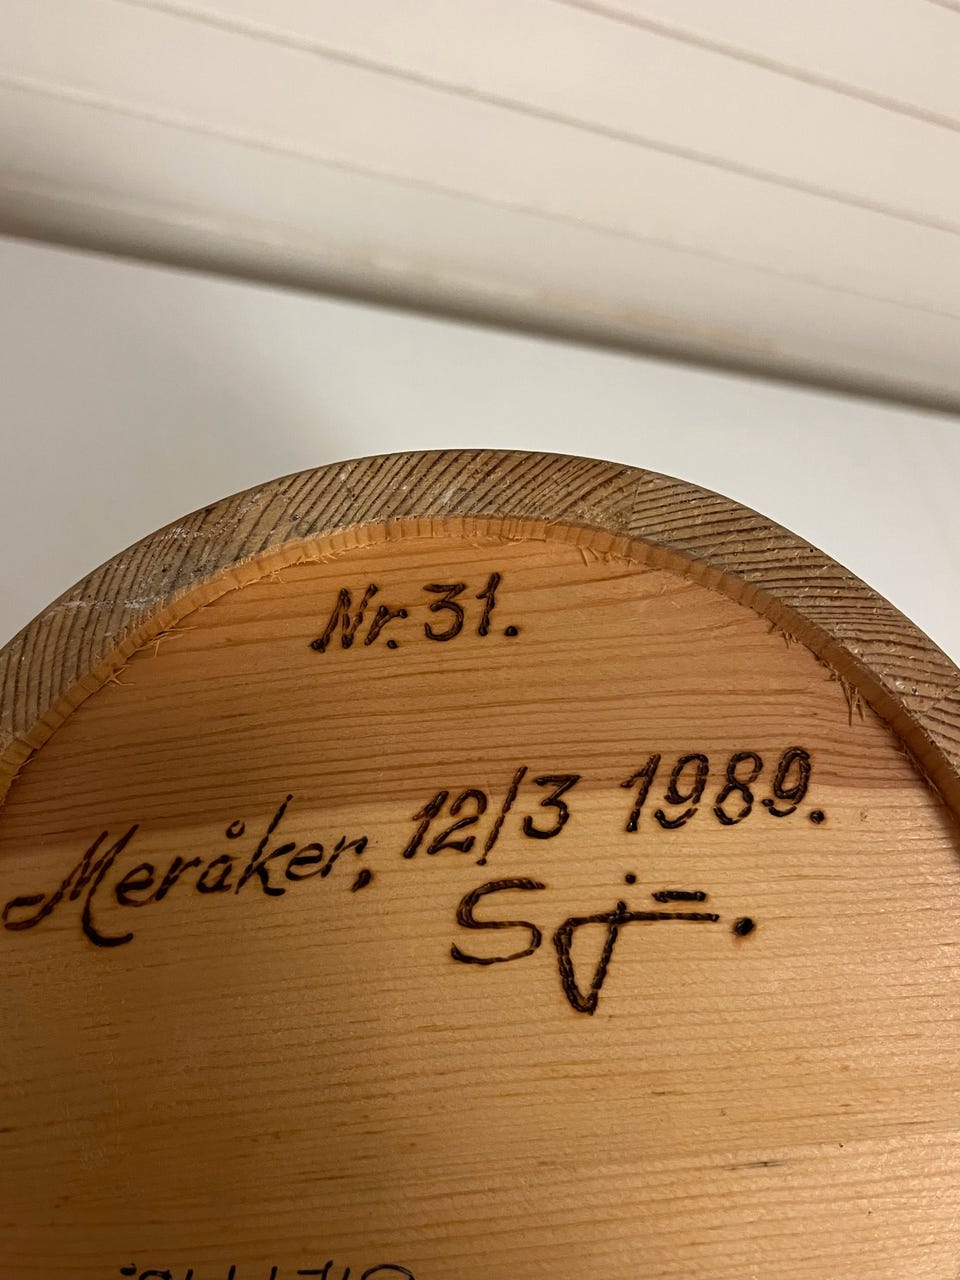 Nr. 31.
Meråker, 12/3 1989.